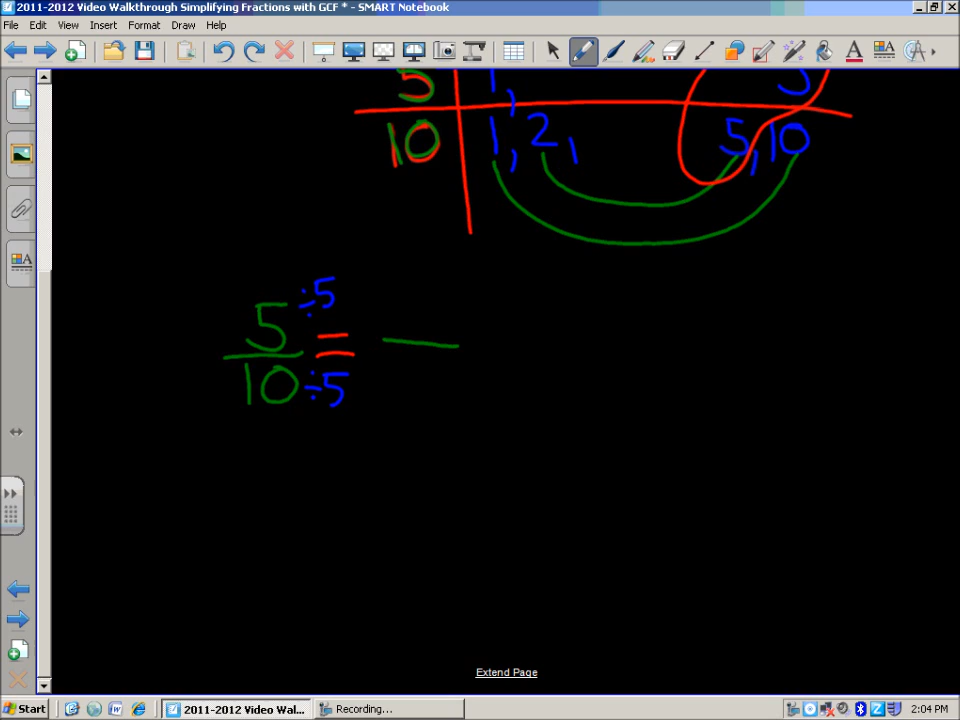 2011-2012 Video Walkthrough Simplifying Fractions with GCF * - SMART Notebook
File Edit View Insert Format Draw Help
5 1, 5
10 1, 2, 5, 10
5 ÷5
= —
10 ÷5
Extend Page
Start 2011-2012 Video Wal... Recording... 2:04 PM